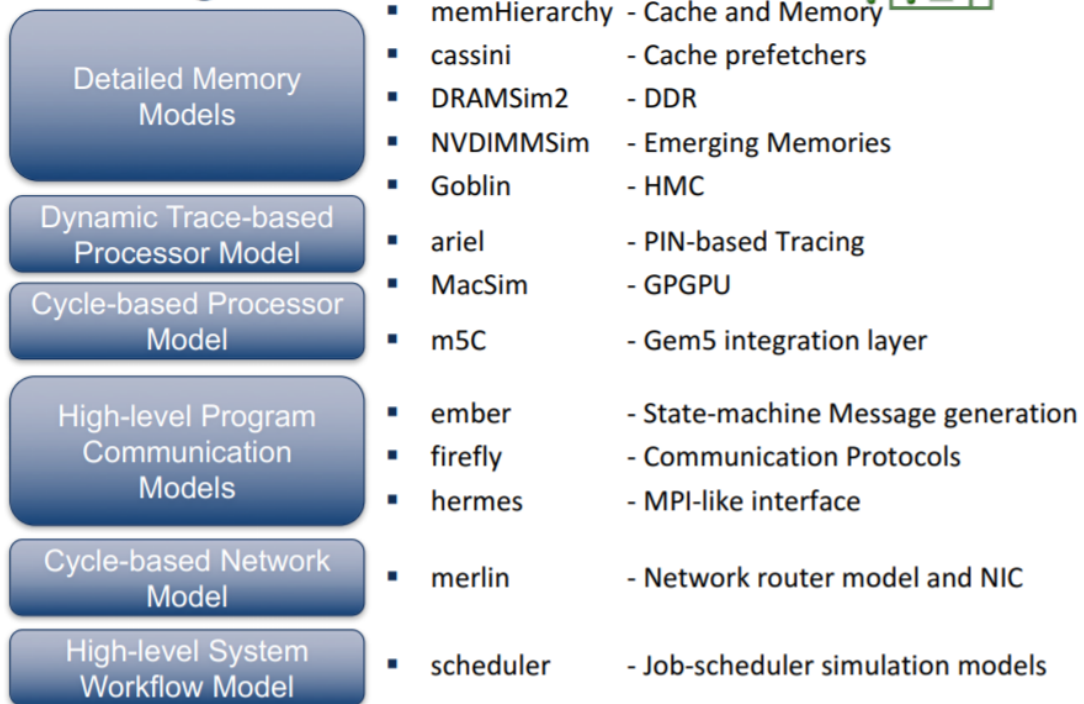 Detailed Memory
Models
▪ memHierarchy - Cache and Memory
▪ cassini - Cache prefetchers
▪ DRAMSim2 - DDR
▪ NVDIMMSim - Emerging Memories
▪ Goblin - HMC
Dynamic Trace-based
Processor Model
▪ ariel - PIN-based Tracing
▪ MacSim - GPGPU
Cycle-based Processor
Model
▪ m5C - Gem5 integration layer
High-level Program
Communication
Models
▪ ember - State-machine Message generation
▪ firefly - Communication Protocols
▪ hermes - MPI-like interface
Cycle-based Network
Model
▪ merlin - Network router model and NIC
High-level System
Workflow Model
▪ scheduler - Job-scheduler simulation models